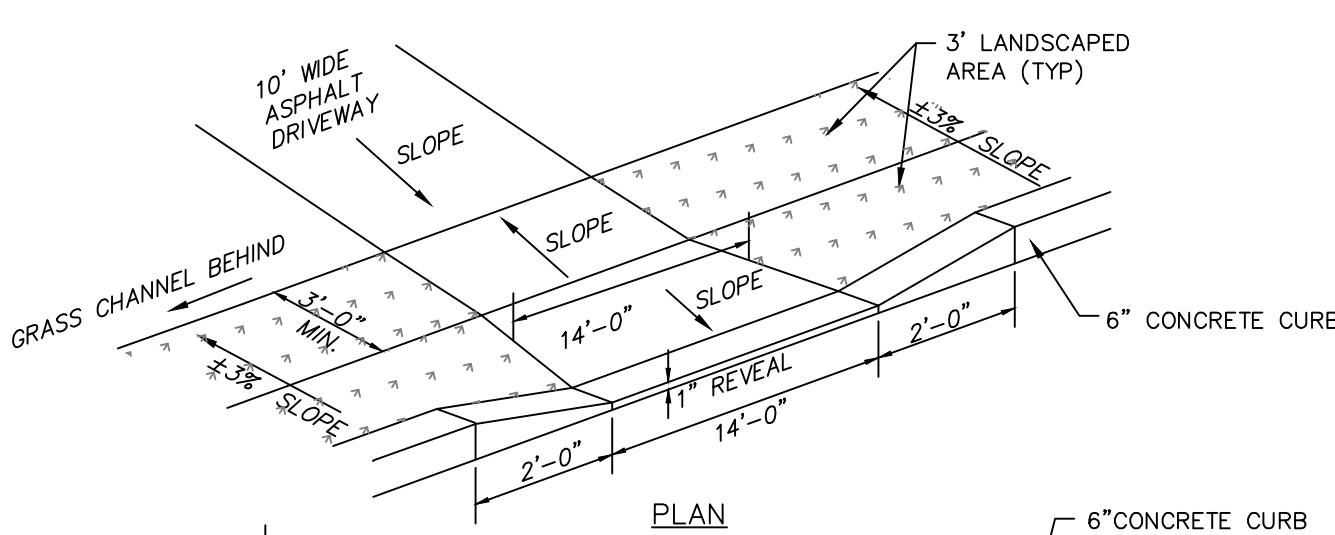 10' WIDE
ASPHALT
DRIVEWAY
SLOPE
3' LANDSCAPED
AREA (TYP)
±3% SLOPE
SLOPE
GRASS CHANNEL BEHIND
3'-0"
MIN.
14'-0"
SLOPE
2'-0"
6" CONCRETE CURB
±3%
SLOPE
1" REVEAL
14'-0"
2'-0"
PLAN
6"CONCRETE CURB